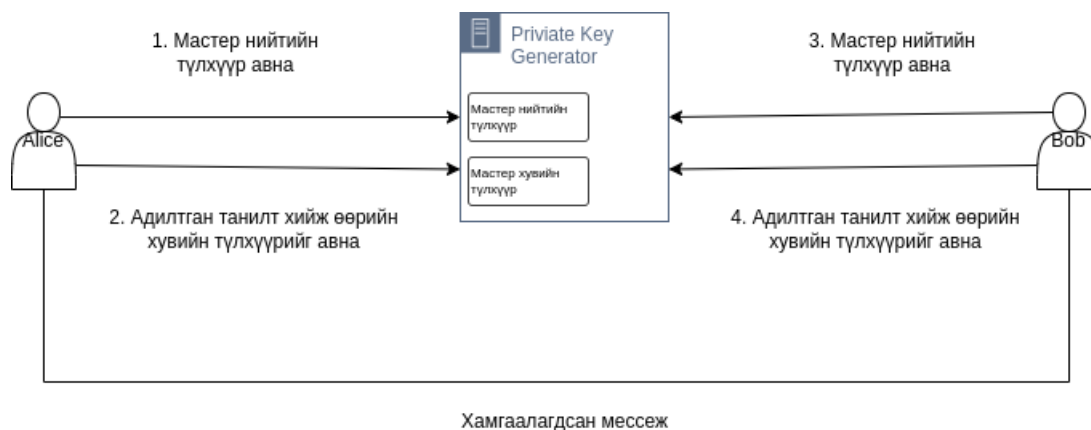 1. Мастер нийтийн
түлхүүр авна
Priviate Key
Generator
3. Мастер нийтийн
түлхүүр авна
Мастер нийтийн
түлхүүр
Alice
Bob
Мастер хувийн
түлхүүр
2. Адилтган танилт хийж өөрийн
хувийн түлхүүрийг авна
4. Адилтган танилт хийж өөрийн
хувийн түлхүүрийг авна
Хамгаалагдсан мессеж